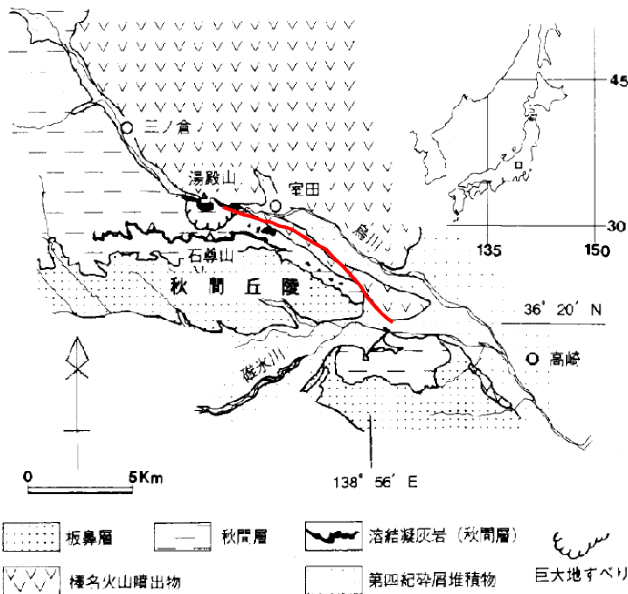 45
三ノ倉
湯殿山
室田
烏川
30
135
150
石尊山
秋間丘陵
36° 20′ N
碓氷川
高崎
0
5Km
138° 56′ E
板鼻層
秋間層
溶結凝灰岩（秋間層）
榛名火山噴出物
第四紀砕屑堆積物
巨大地すべり